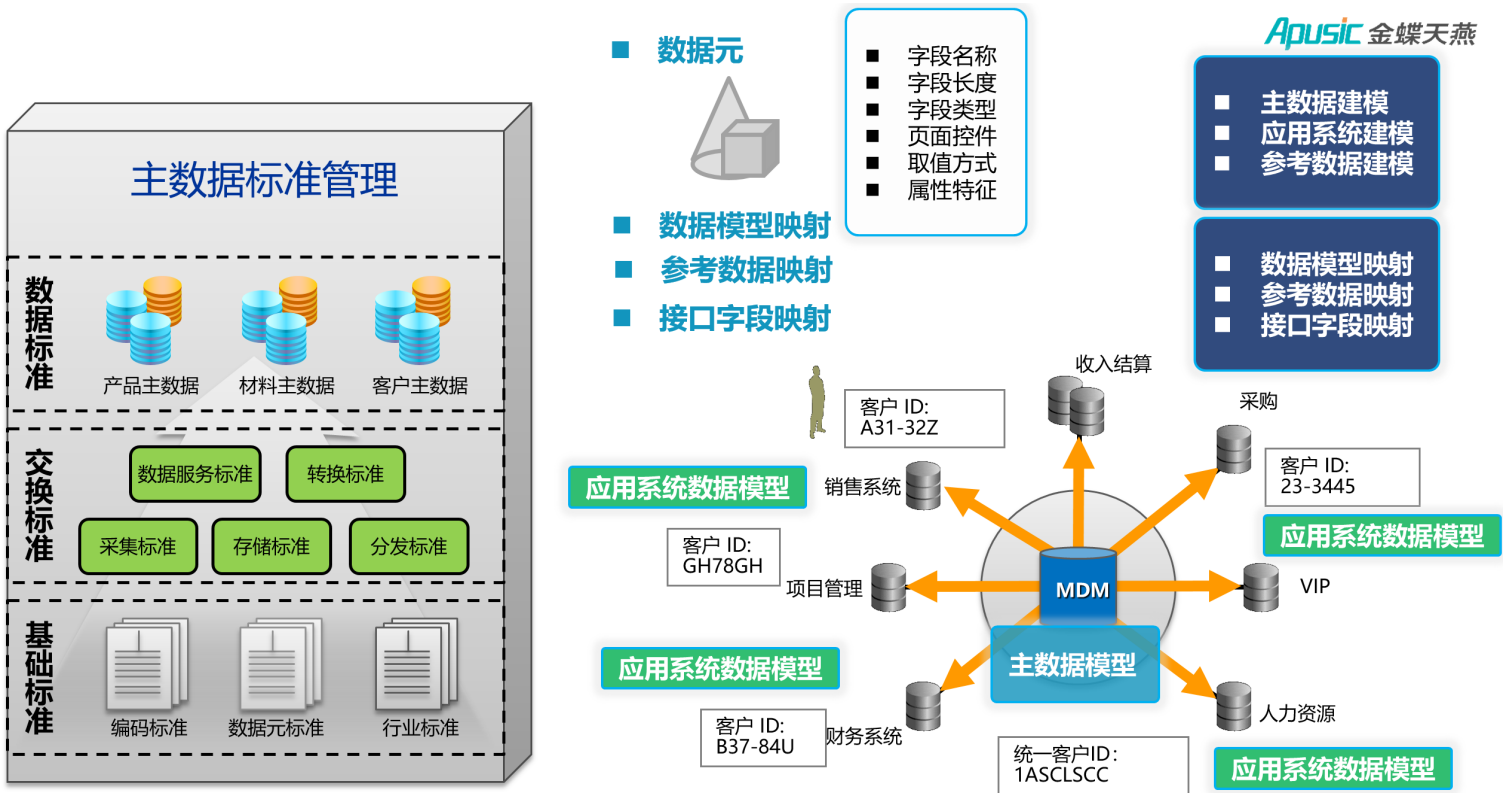 Apusic 金蝶天燕
主数据标准管理
数据标准
产品主数据
材料主数据
客户主数据
交换标准
数据服务标准
转换标准
采集标准
存储标准
分发标准
基础标准
编码标准
数据元标准
行业标准
■ 数据元
■ 字段名称
■ 字段长度
■ 字段类型
■ 页面控件
■ 取值方式
■ 属性特征
■ 数据模型映射
■ 参考数据映射
■ 接口字段映射
■ 主数据建模
■ 应用系统建模
■ 参考数据建模
■ 数据模型映射
■ 参考数据映射
■ 接口字段映射
收入结算
采购
客户 ID:
A31-32Z
客户 ID:
23-3445
应用系统数据模型
销售系统
应用系统数据模型
客户 ID:
GH78GH
项目管理
MDM
VIP
应用系统数据模型
主数据模型
客户 ID:
B37-84U
财务系统
人力资源
统一客户ID:
1ASCLSCC
应用系统数据模型